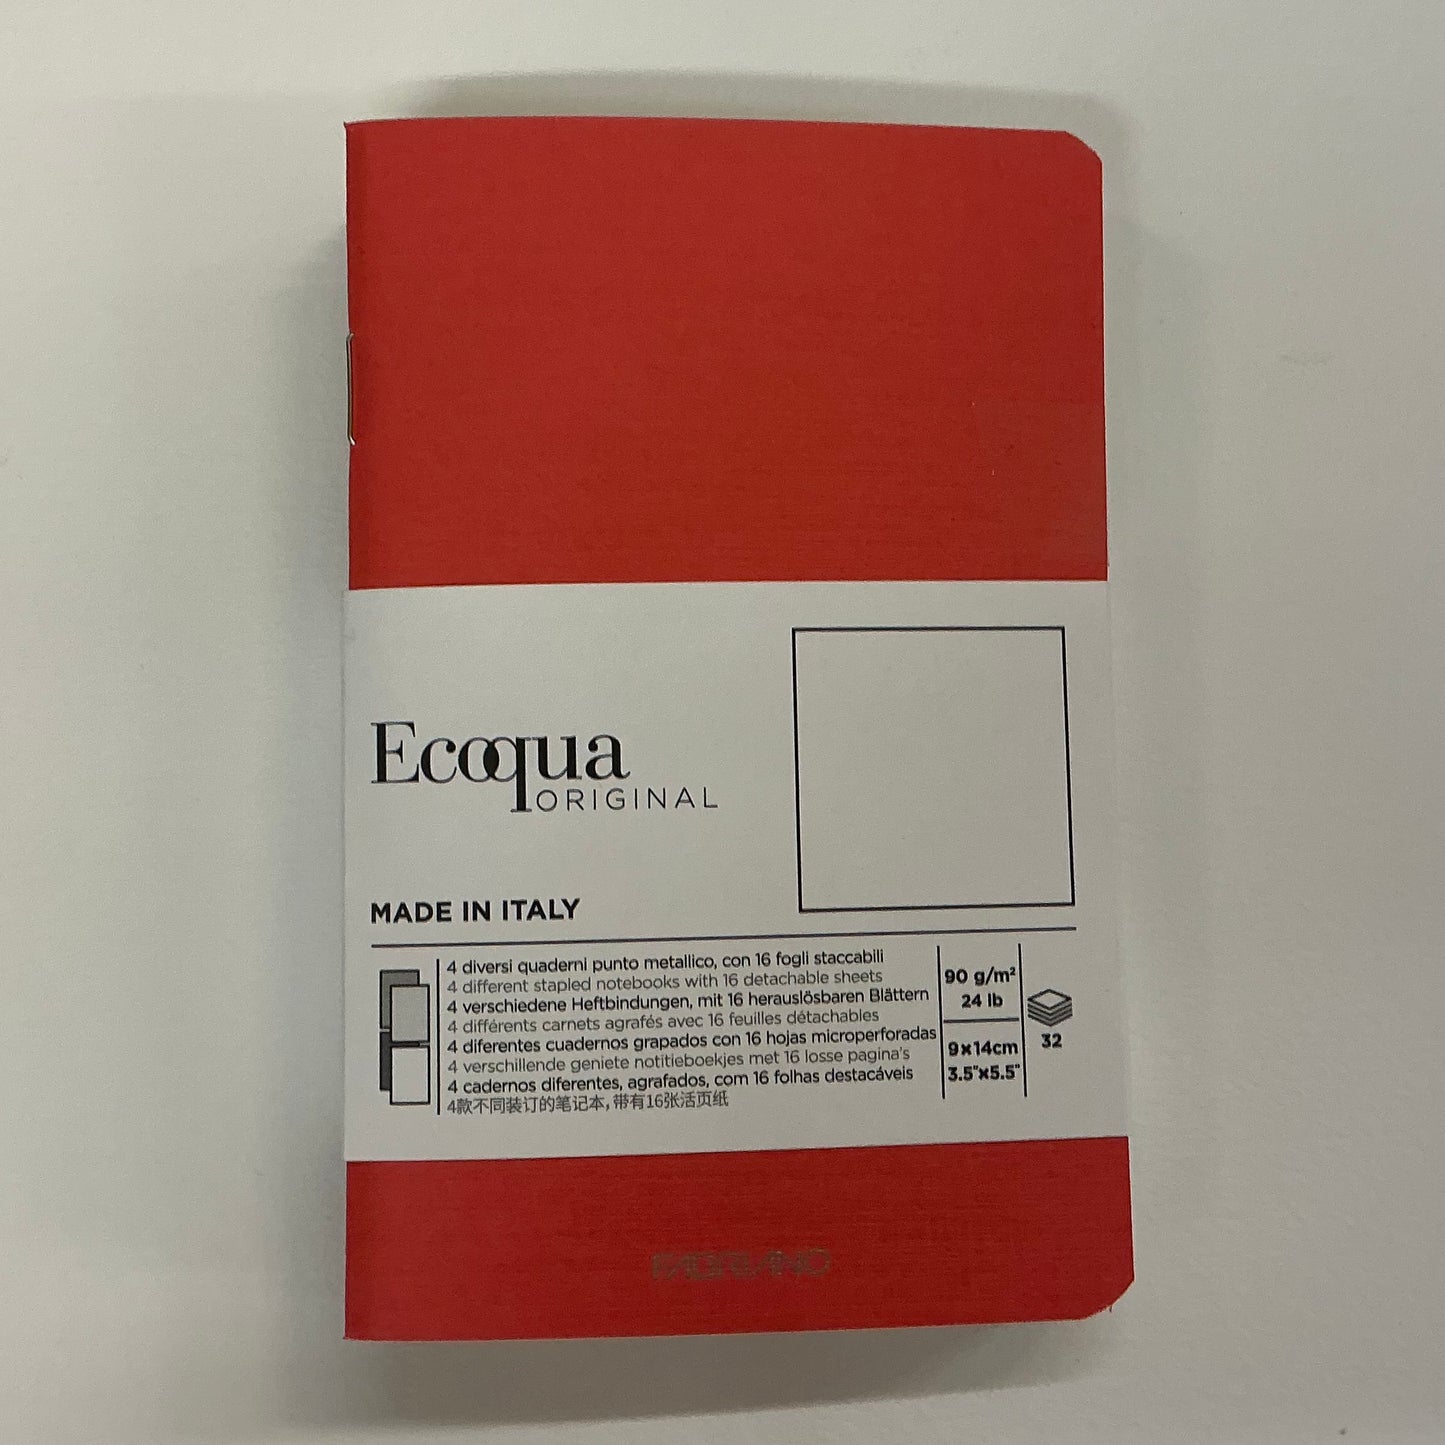 Ecoqua
ORIGINAL
MADE IN ITALY
4 diversi quaderni punto metallico, con 16 fogli staccabili
4 different stapled notebooks with 16 detachable sheets
4 verschiedene Heftbindungen, mit 16 herauslösbaren Blättern
4 différents carnets agrafés avec 16 feuilles détachables
4 diferentes cuadernos grapados con 16 hojas microperforadas
4 verschillende geniete notitieboekjes met 16 losse pagina's
4 cadernos diferentes, agrafados, com 16 folhas destacáveis
4款不同装订的笔记本，带有16张活页纸
90 g/m²
24 lb
9x14cm
3.5"x5.5"
32
FABRIANO